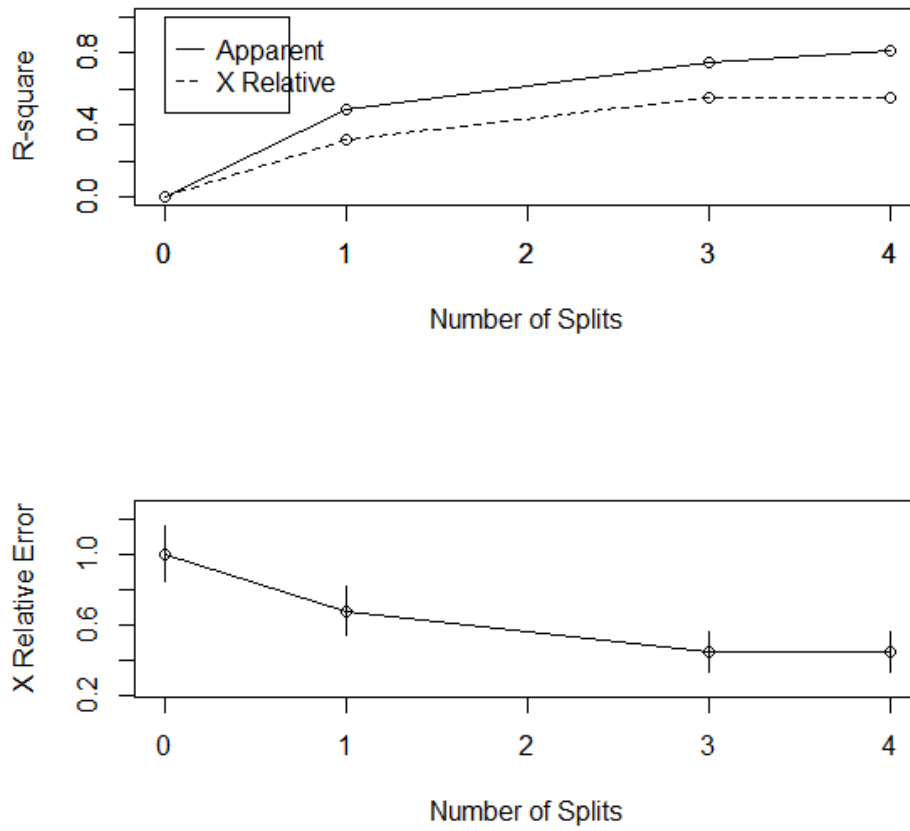 R-square
0.0
0.4
0.8
Apparent
X Relative
0 1 2 3 4
Number of Splits
X Relative Error
0.2
0.6
1.0
0 1 2 3 4
Number of Splits